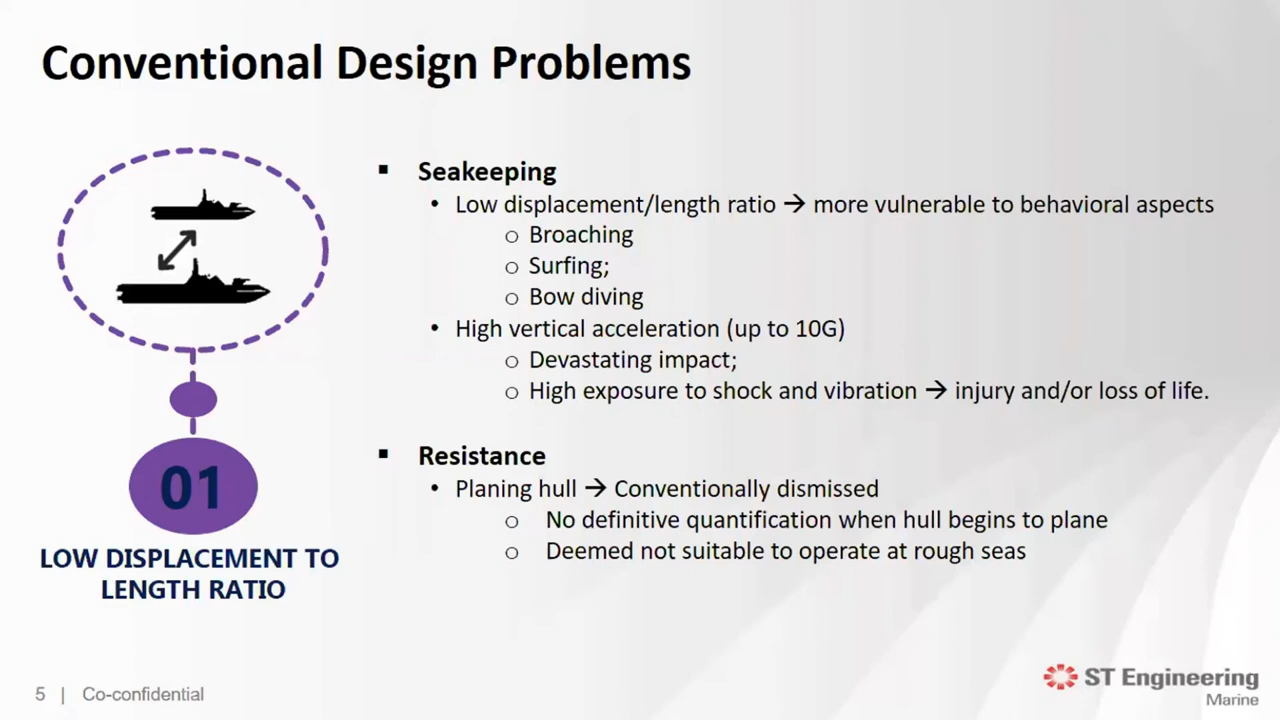 Conventional Design Problems
▪ Seakeeping
• Low displacement/length ratio → more vulnerable to behavioral aspects
o Broaching
o Surfing;
o Bow diving
• High vertical acceleration (up to 10G)
o Devastating impact;
o High exposure to shock and vibration → injury and/or loss of life.
▪ Resistance
• Planing hull → Conventionally dismissed
o No definitive quantification when hull begins to plane
o Deemed not suitable to operate at rough seas
01
LOW DISPLACEMENT TO
LENGTH RATIO
5 | Co-confidential
ST Engineering
Marine